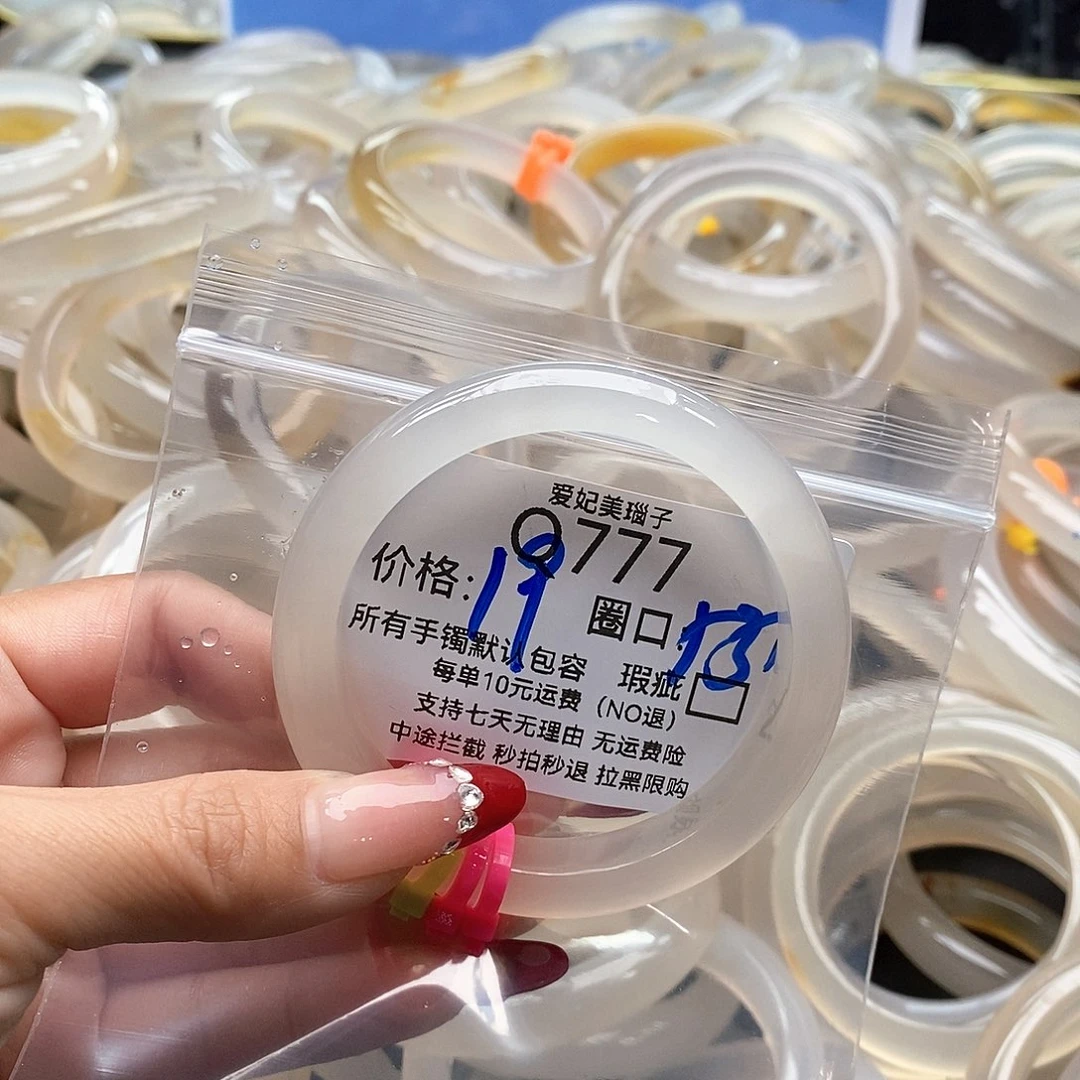 爱妃美瑙子
Q777
价格:19
圈口
所有手镯默认包容 瑕疵
每单10元运费（NO退）
支持七天无理由 无运费险
中途拦截 秒拍秒退 拉黑限购